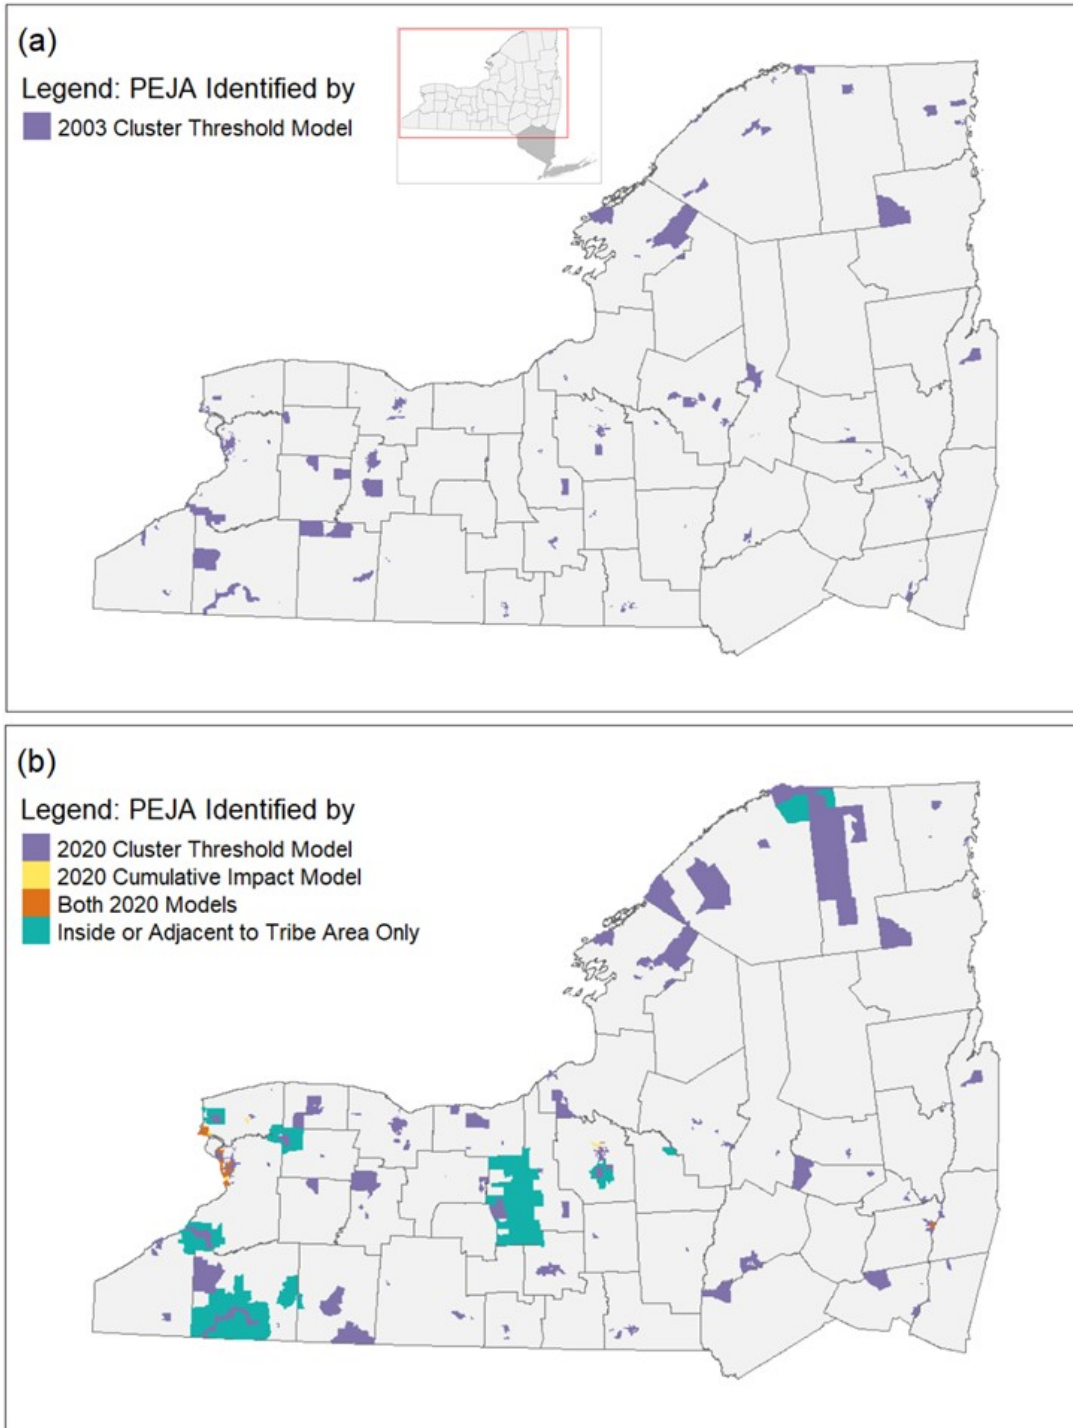 (a)
Legend: PEJA Identified by
2003 Cluster Threshold Model
(b)
Legend: PEJA Identified by
2020 Cluster Threshold Model
2020 Cumulative Impact Model
Both 2020 Models
Inside or Adjacent to Tribe Area Only